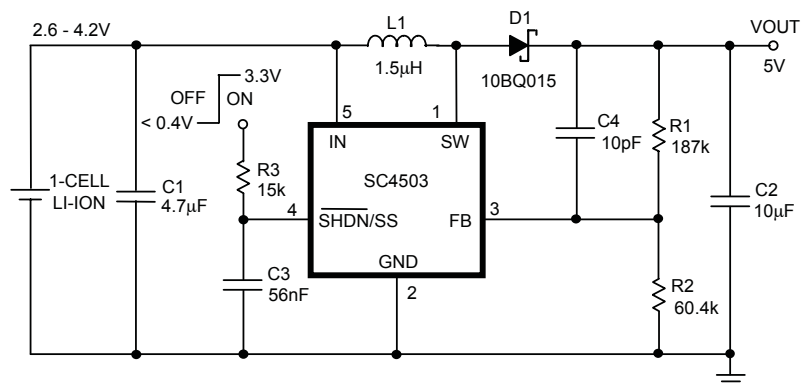 2.6 - 4.2V
L1
1.5µH
D1
10BQ015
VOUT
5V
OFF
ON
3.3V
< 0.4V
5
1
IN
SW
C4
10pF
R1
187k
1-CELL
LI-ION
C1
4.7µF
R3
15k
SC4503
4
SHDN/SS
FB
3
C2
10µF
C3
56nF
GND
2
R2
60.4k